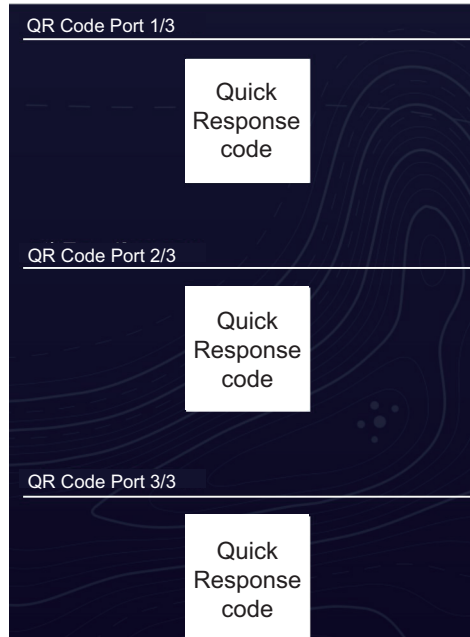 QR Code Port 1/3
Quick
Response
code
QR Code Port 2/3
Quick
Response
code
QR Code Port 3/3
Quick
Response
code